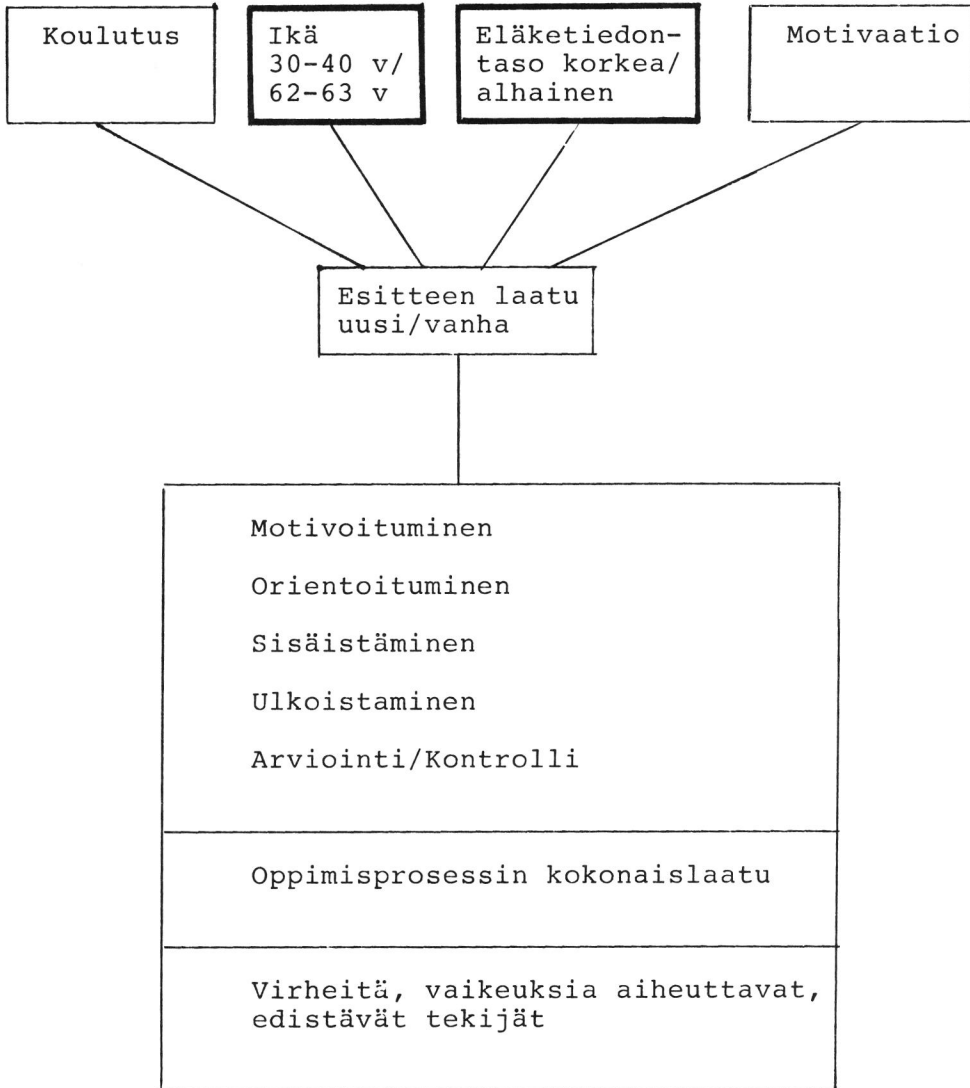 Koulutus
Ikä
30-40 v/
62-63 v
Eläketiedon-
taso korkea/
alhainen
Motivaatio
Esitteen laatu
uusi/vanha
Motivoituminen
Orientoituminen
Sisäistäminen
Ulkoistaminen
Arviointi/Kontrolli
Oppimisprosessin kokonaislaatu
Virheitä, vaikeuksia aiheuttavat,
edistävät tekijät